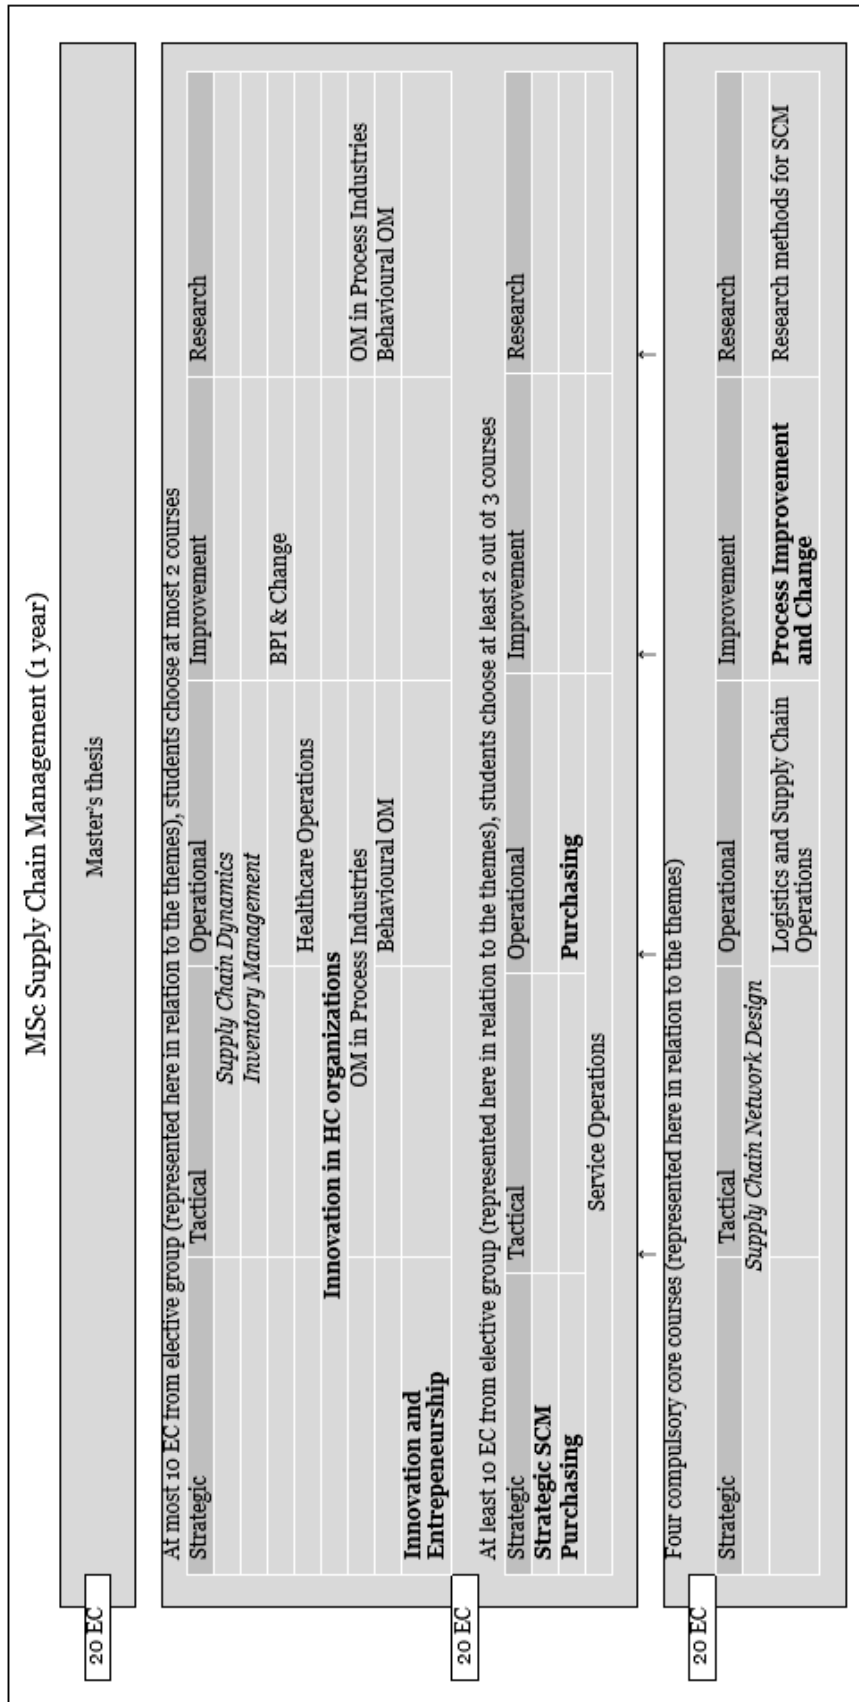 MSc Supply Chain Management (1 year)
20 EC
Master's thesis
20 EC
At most 10 EC from elective group (represented here in relation to the themes), students choose at most 2 courses
Strategic Tactical Operational Improvement Research
Supply Chain Dynamics
Inventory Management
BPI & Change
Healthcare Operations
Innovation in HC organizations
OM in Process Industries OM in Process Industries
Behavioural OM Behavioural OM
Innovation and
Entrepeneurship
At least 10 EC from elective group (represented here in relation to the themes), students choose at least 2 out of 3 courses
Strategic Tactical Operational Improvement Research
Strategic SCM
Purchasing Purchasing
Service Operations
20 EC
Four compulsory core courses (represented here in relation to the themes)
Strategic Tactical Operational Improvement Research
Supply Chain Network Design
Logistics and Supply Chain Process Improvement Research methods for SCM
Operations and Change